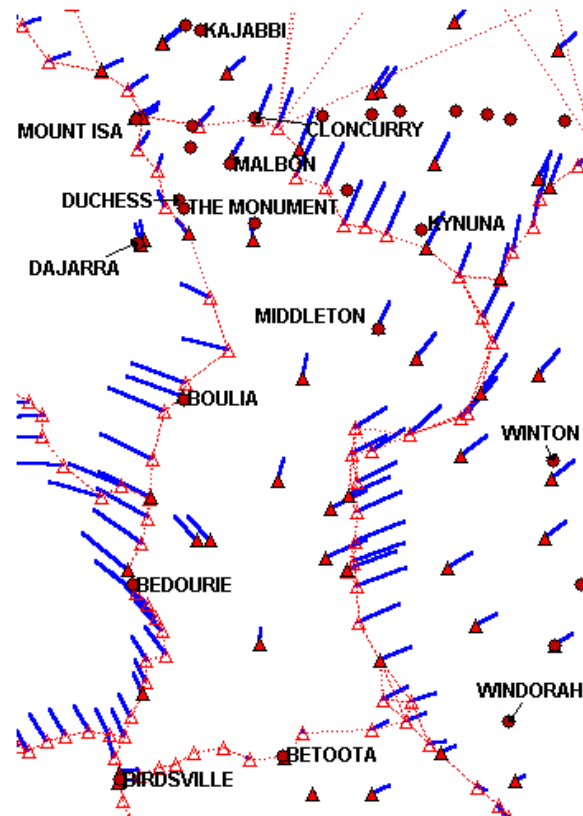 KAJABBI
MOUNT ISA
CLONCURRY
MALBON
DUCHESS
THE MONUMENT
KYNUNA
DAJARRA
MIDDLETON
BOULIA
WINTON
BEDOURIE
WINDORAH
BETOOTA
BIRDSVILLE